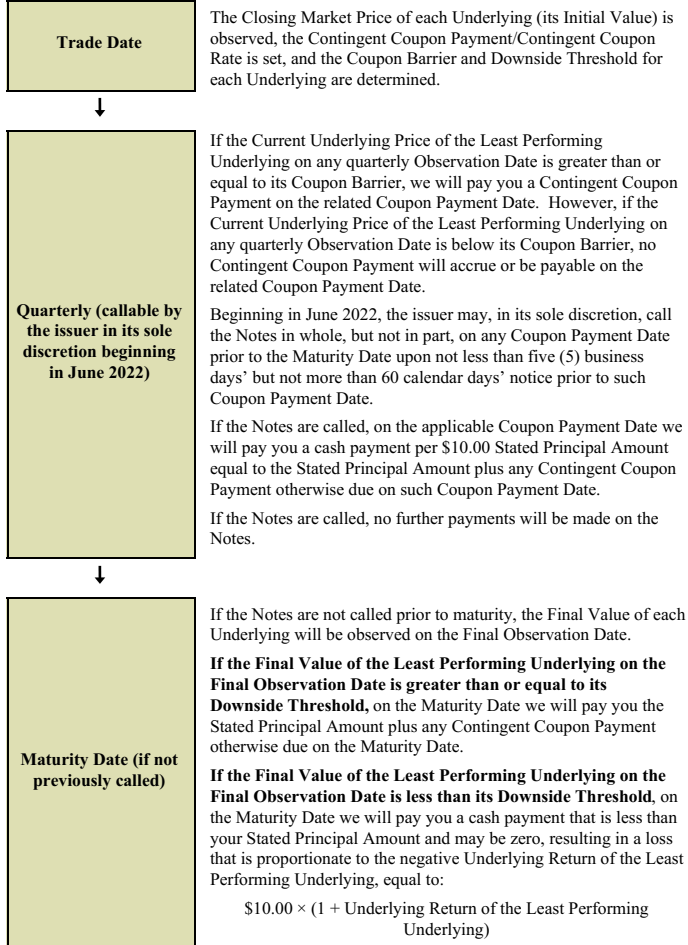 Trade Date
The Closing Market Price of each Underlying (its Initial Value) is
observed, the Contingent Coupon Payment/Contingent Coupon
Rate is set, and the Coupon Barrier and Downside Threshold for
each Underlying are determined.
Quarterly (callable by
the issuer in its sole
discretion beginning
in June 2022)
If the Current Underlying Price of the Least Performing
Underlying on any quarterly Observation Date is greater than or
equal to its Coupon Barrier, we will pay you a Contingent Coupon
Payment on the related Coupon Payment Date.  However, if the
Current Underlying Price of the Least Performing Underlying on
any quarterly Observation Date is below its Coupon Barrier, no
Contingent Coupon Payment will accrue or be payable on the
related Coupon Payment Date.
Beginning in June 2022, the issuer may, in its sole discretion, call
the Notes in whole, but not in part, on any Coupon Payment Date
prior to the Maturity Date upon not less than five (5) business
days’ but not more than 60 calendar days’ notice prior to such
Coupon Payment Date.
If the Notes are called, on the applicable Coupon Payment Date we
will pay you a cash payment per $10.00 Stated Principal Amount
equal to the Stated Principal Amount plus any Contingent Coupon
Payment otherwise due on such Coupon Payment Date.
If the Notes are called, no further payments will be made on the
Notes.
Maturity Date (if not
previously called)
If the Notes are not called prior to maturity, the Final Value of each
Underlying will be observed on the Final Observation Date.
If the Final Value of the Least Performing Underlying on the
Final Observation Date is greater than or equal to its
Downside Threshold, on the Maturity Date we will pay you the
Stated Principal Amount plus any Contingent Coupon Payment
otherwise due on the Maturity Date.
If the Final Value of the Least Performing Underlying on the
Final Observation Date is less than its Downside Threshold, on
the Maturity Date we will pay you a cash payment that is less than
your Stated Principal Amount and may be zero, resulting in a loss
that is proportionate to the negative Underlying Return of the Least
Performing Underlying, equal to:
$10.00 × (1 + Underlying Return of the Least Performing
Underlying)